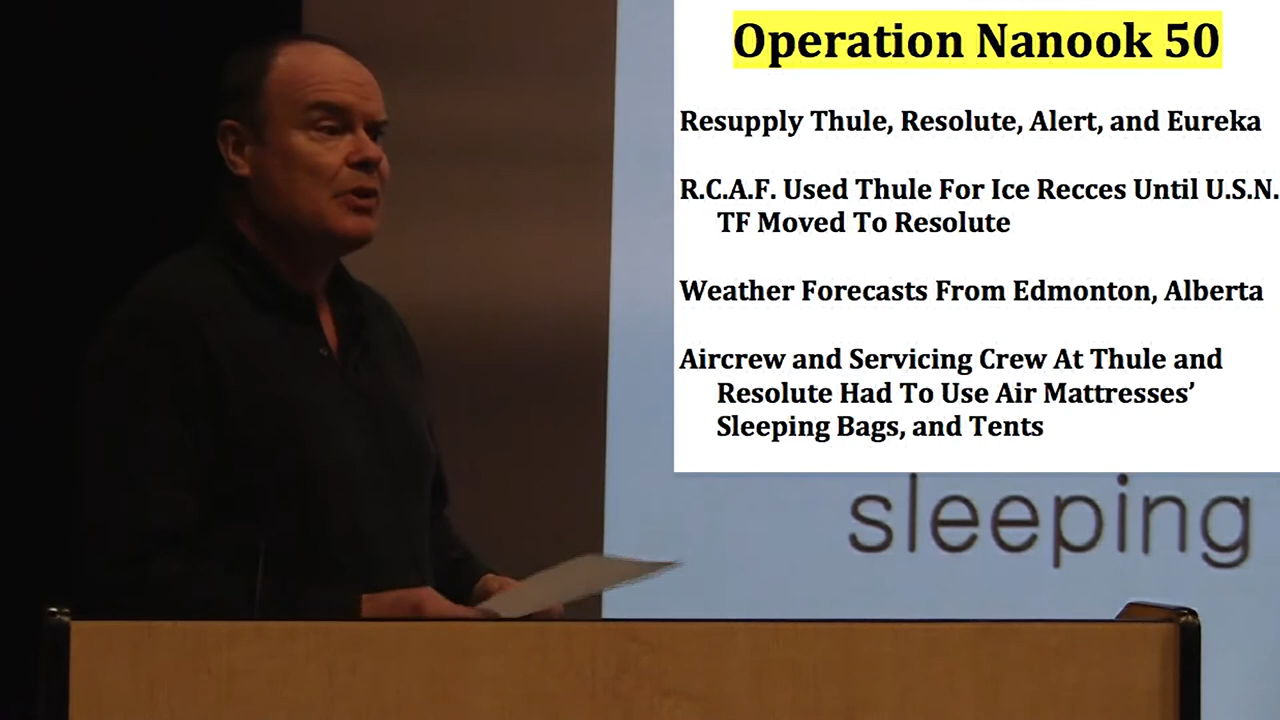 Operation Nanook 50
Resupply Thule, Resolute, Alert, and Eureka
R.C.A.F. Used Thule For Ice Recces Until U.S.N.
TF Moved To Resolute
Weather Forecasts From Edmonton, Alberta
Aircrew and Servicing Crew At Thule and
Resolute Had To Use Air Mattresses’
Sleeping Bags, and Tents
sleeping